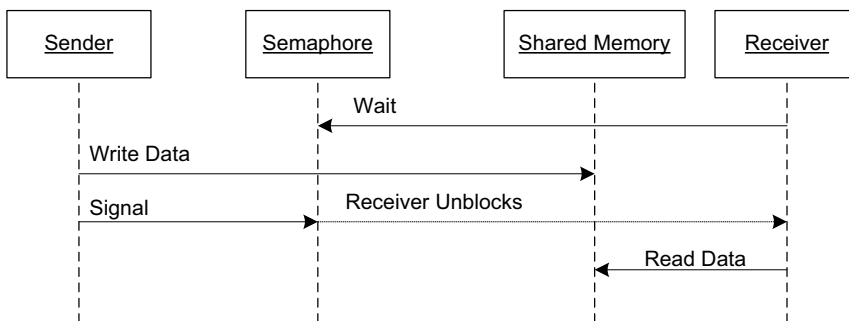 Sender
Semaphore
Shared Memory
Receiver
Wait
Write Data
Signal
Receiver Unblocks
Read Data